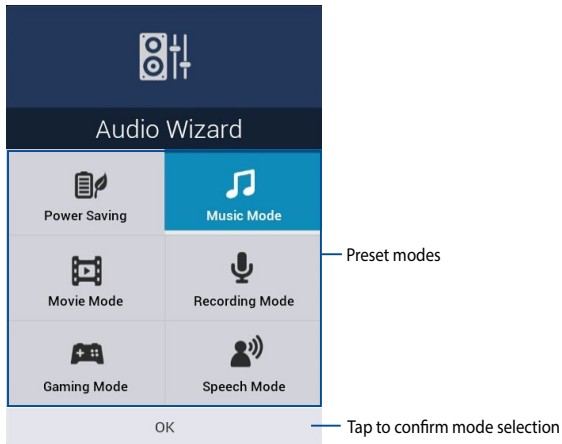 Audio Wizard
Power Saving
Music Mode
Preset modes
Movie Mode
Recording Mode
Gaming Mode
Speech Mode
OK
Tap to confirm mode selection